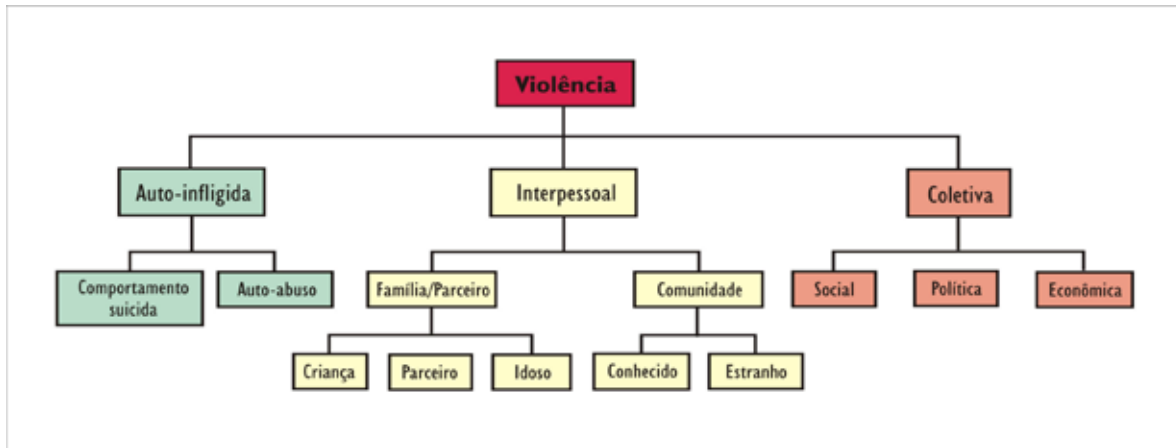 Violência
Auto-infligida
Interpessoal
Coletiva
Comportamento
suicida
Auto-abuso
Família/Parceiro
Comunidade
Social
Política
Econômica
Criança
Parceiro
Idoso
Conhecido
Estranho